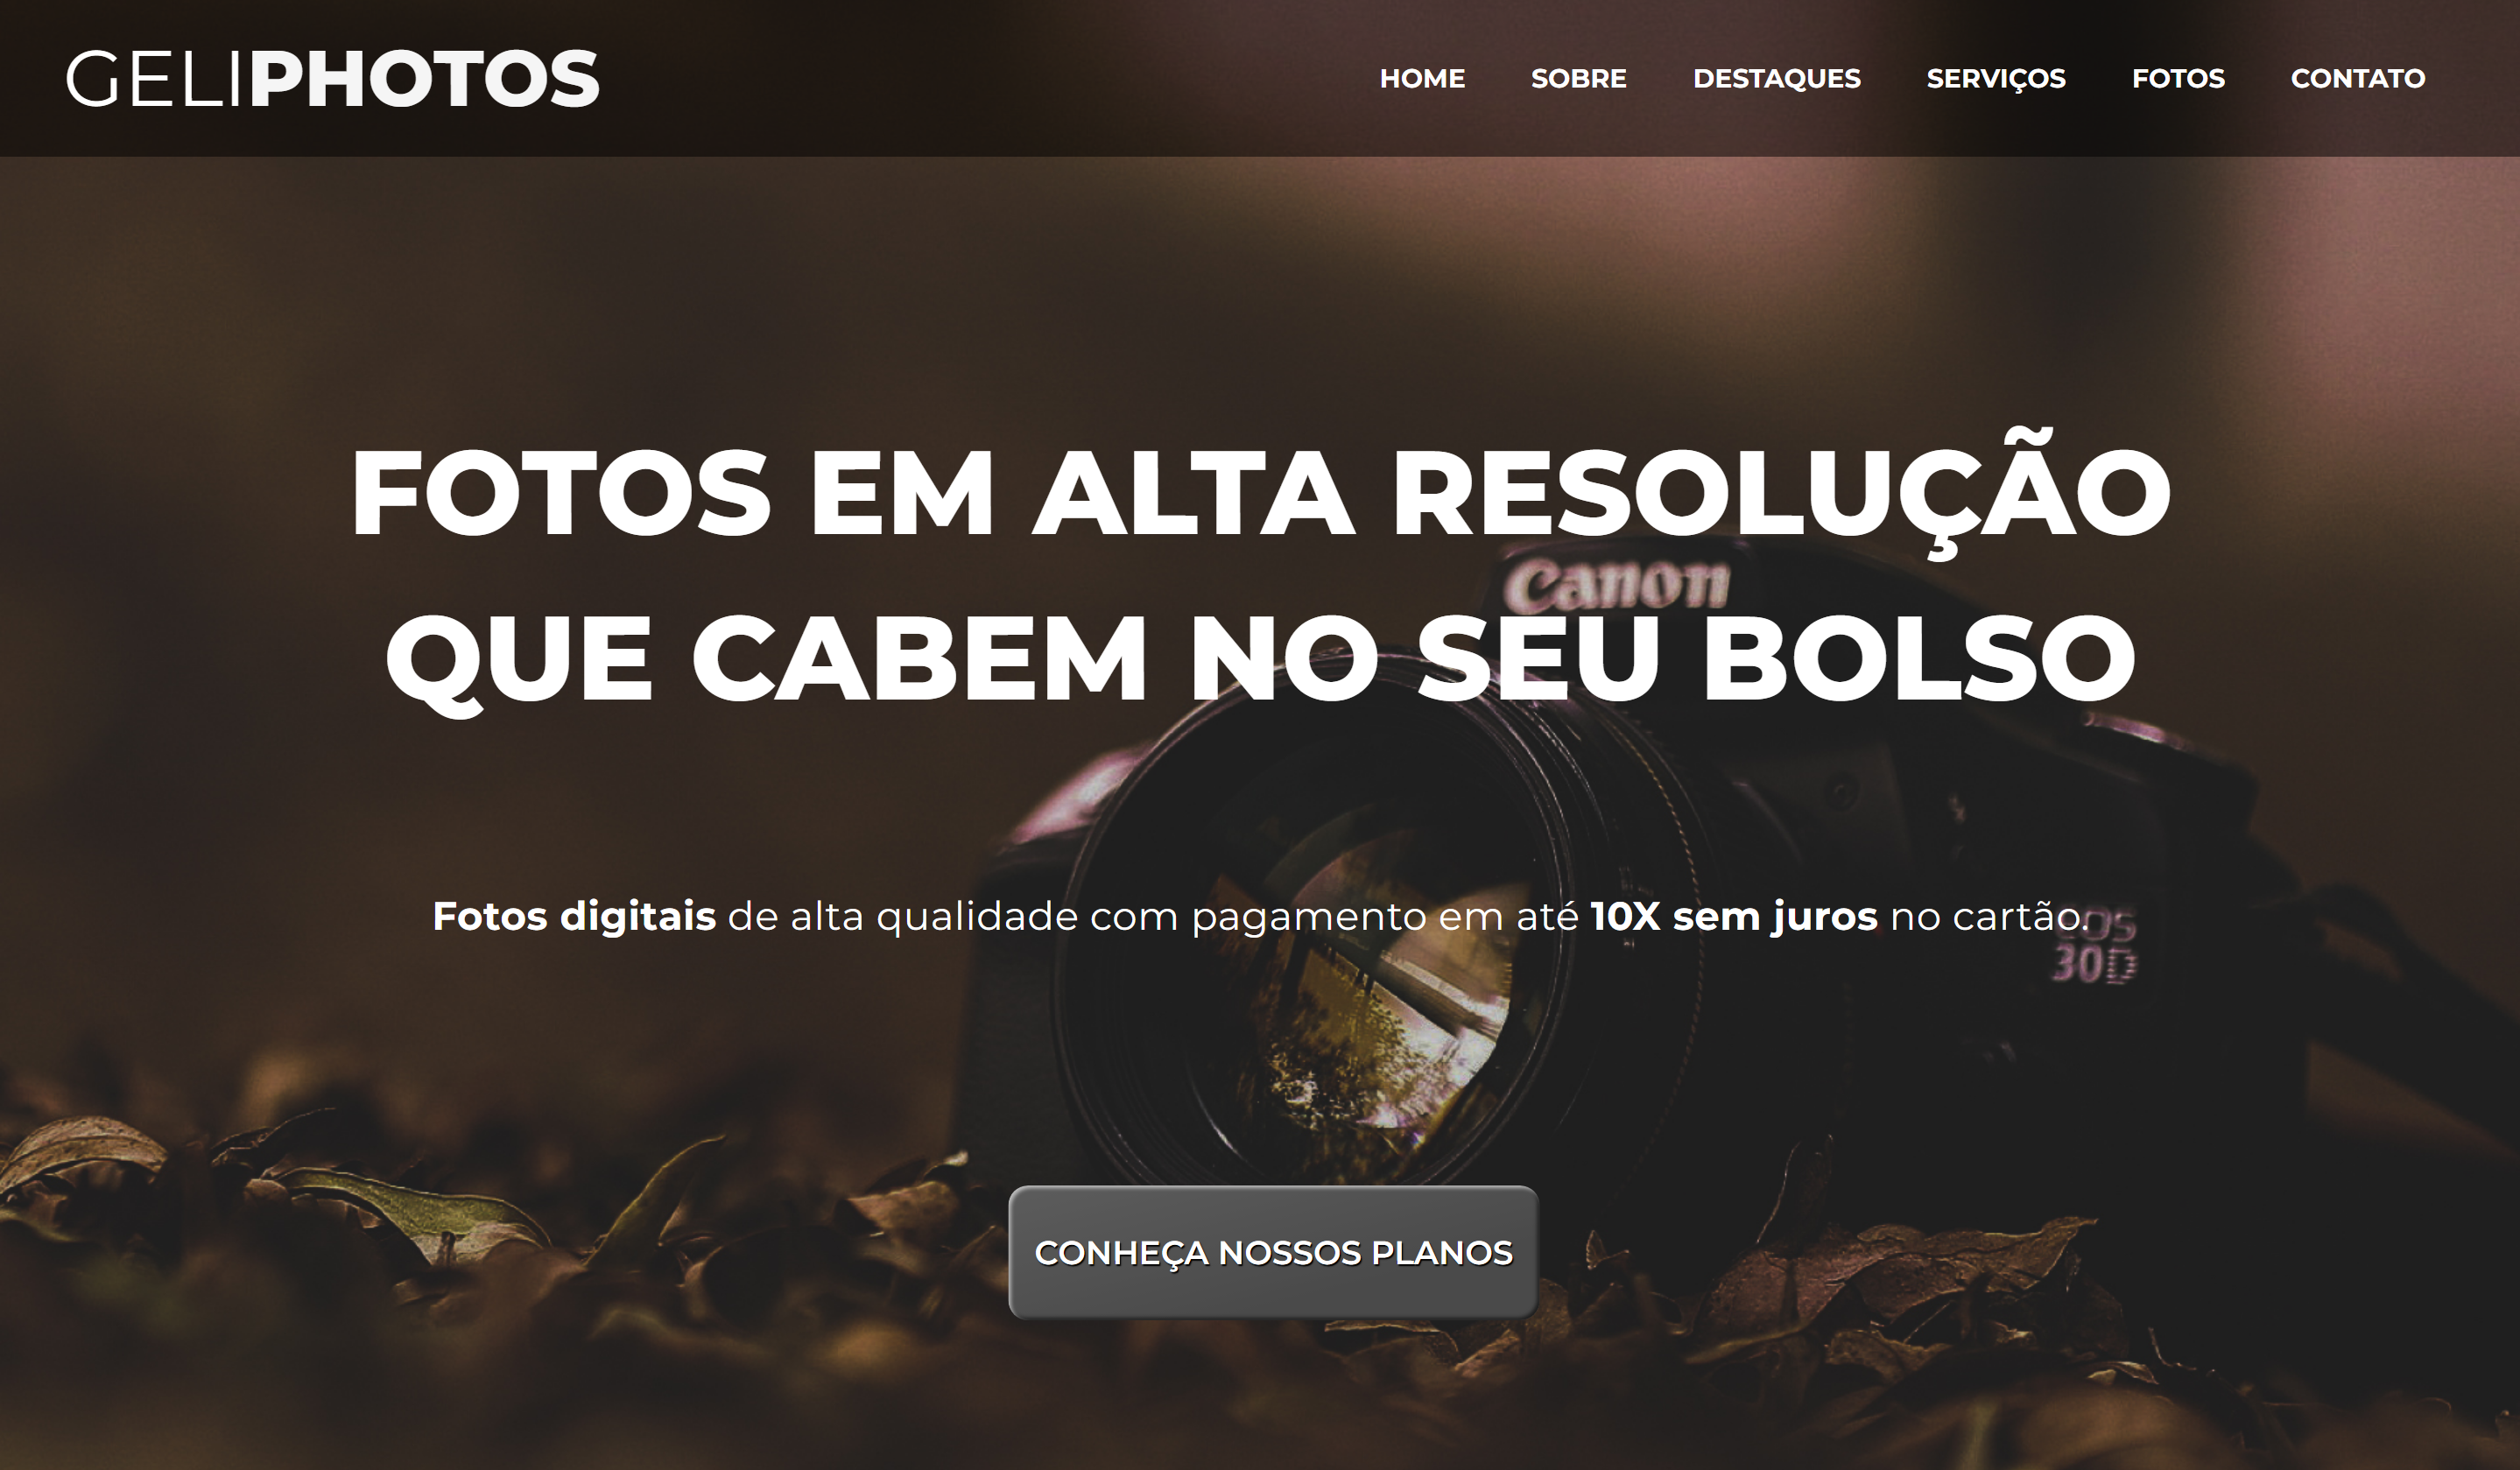 GELIPHOTOS
HOME SOBRE DESTAQUES SERVIÇOS FOTOS CONTATO
FOTOS EM ALTA RESOLUÇÃO
Canon
QUE CABEM NO SEU BOLSO
Fotos digitais de alta qualidade com pagamento em até 10X sem juros no cartão.
EOS
30D
CONHEÇA NOSSOS PLANOS